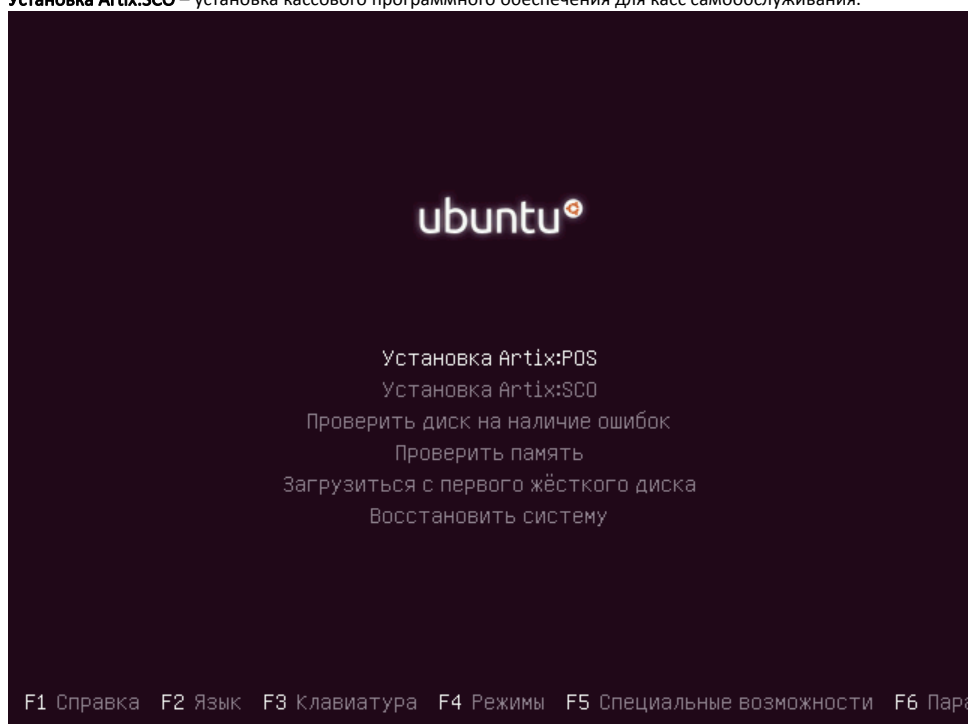 Установка Artix:SCO – установка кассового программного обеспечения для касс самообслуживания.
ubuntu
Установка Artix:POS
Установка Artix:SCO
Проверить диск на наличие ошибок
Проверить память
Загрузиться с первого жёсткого диска
Восстановить систему
F1 Справка F2 Язык F3 Клавиатура F4 Режимы F5 Специальные возможности F6 Пара